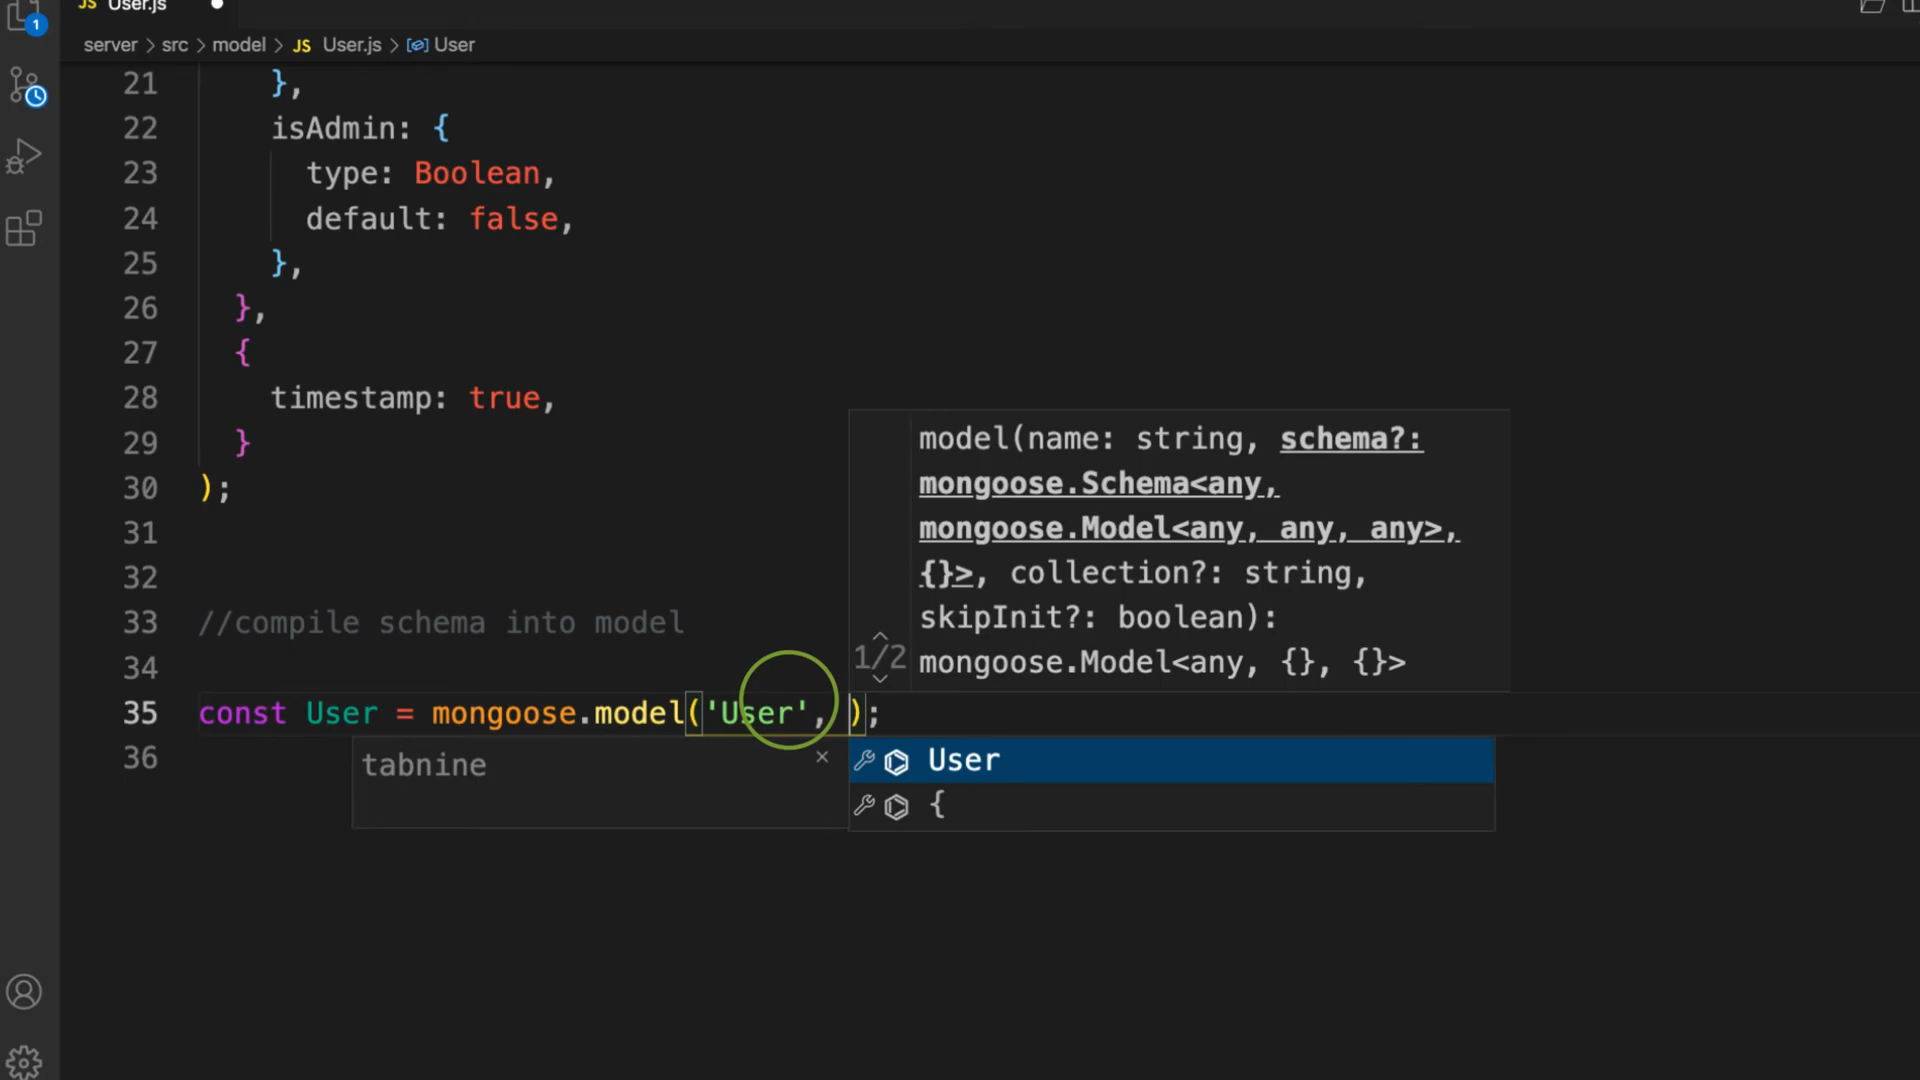 JS User.js
1
server > src > model > JS User.js > User
21 },
22 isAdmin: {
23 type: Boolean,
24 default: false,
25 },
26 },
27 {
28 timestamp: true,
29 }
30 );
31
32
33 //compile schema into model
34
35 const User = mongoose.model('User', );
36
model(name: string, schema?:
mongoose.Schema<any,
mongoose.Model<any, any, any>,
{}>, collection?: string,
skipInit?: boolean):
1/2 mongoose.Model<any, {}, {}>
tabnine
User
{